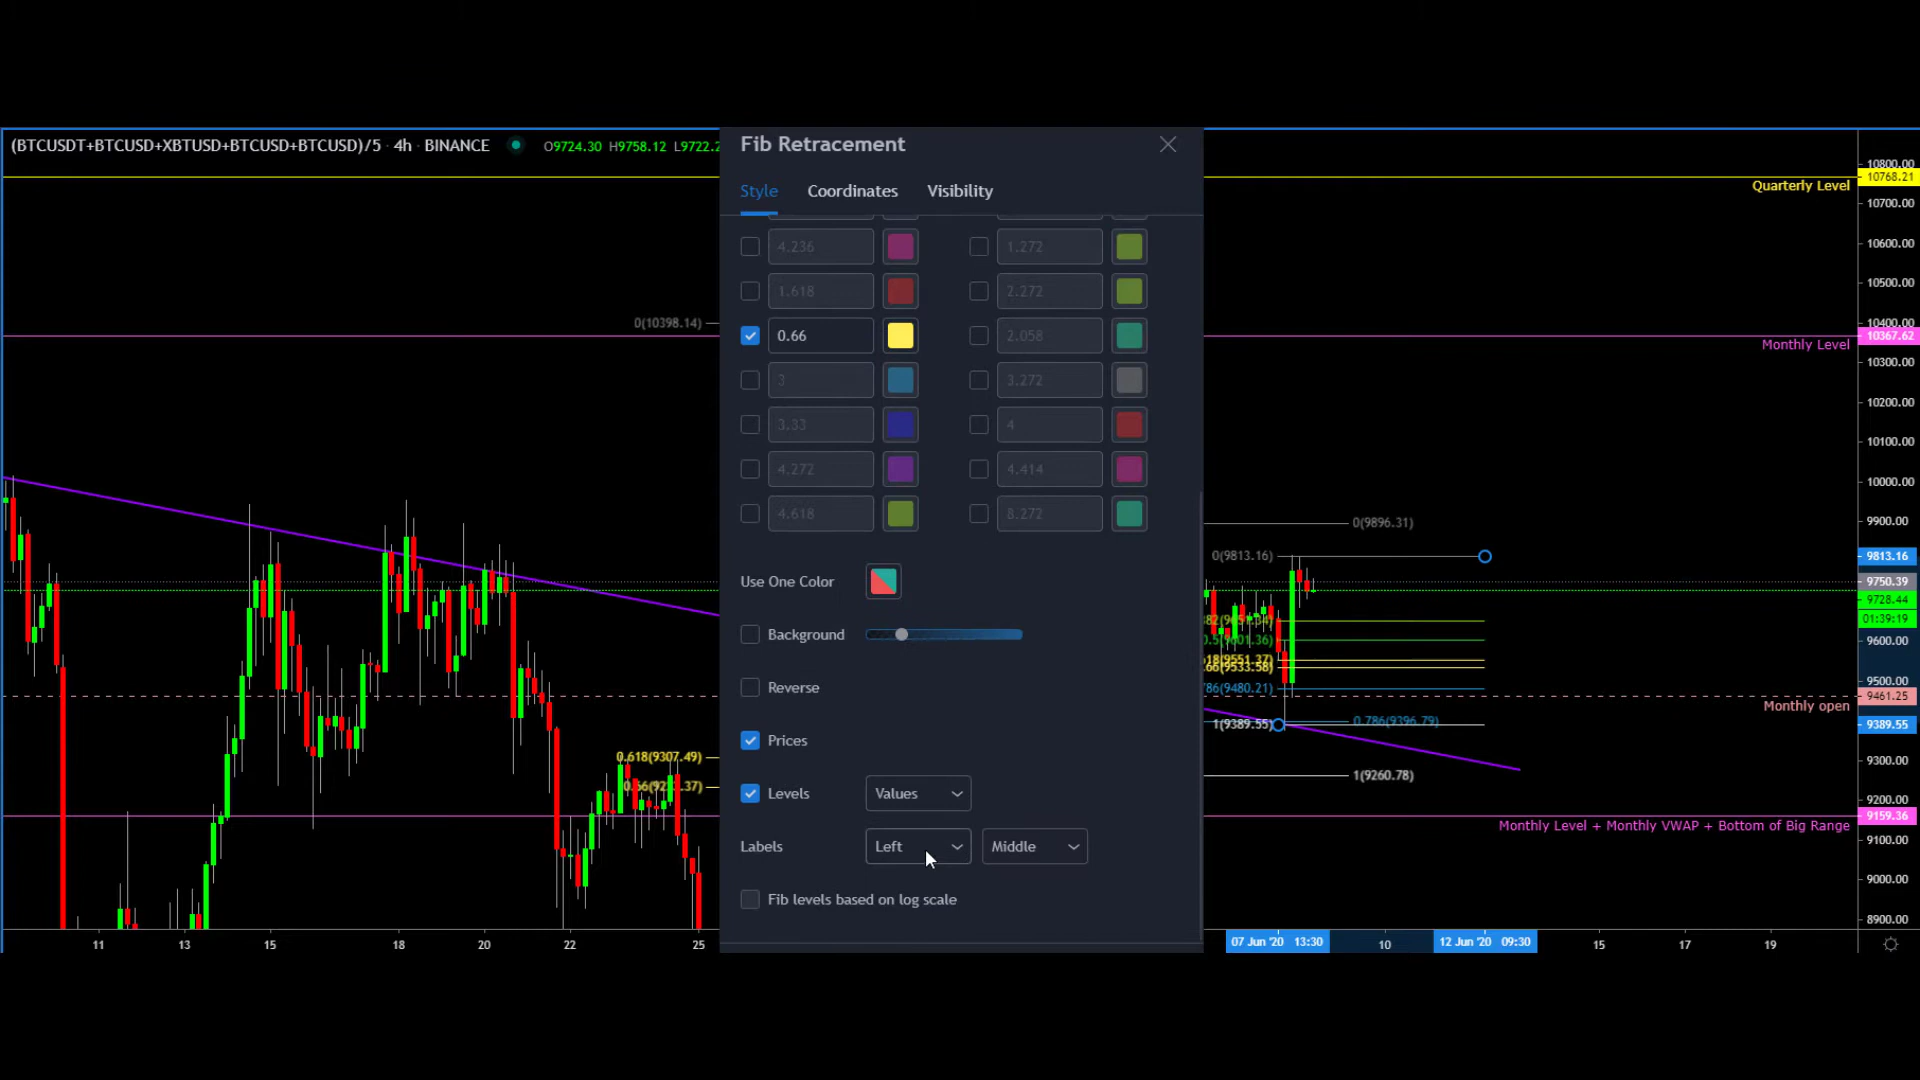 (BTCUSDT+BTCUSD+XBTUSD+BTCUSD+BTCUSD)/5 · 4h · BINANCE
O9724.30 H9758.12 L9722.2
Fib Retracement
Style Coordinates Visibility
4.236 1.272
1.618 2.272
0.66 2.058
3 3.272
3.33 4
4.272 4.414
4.618 8.272
Use One Color
Background
Reverse
Prices
Levels Values
Labels Left Middle
Fib levels based on log scale
0(10398.14)
0.618(9307.49)
Quarterly Level
Monthly Level
0(9896.31)
0(9813.16)
0.5(9601.36)
786(9480.21)
Monthly open
1(9389.55) 0.786(9396.79)
1(9260.78)
Monthly Level + Monthly VWAP + Bottom of Big Range
10800.00
10768.21
10700.00
10600.00
10500.00
10400.00
10367.62
10300.00
10200.00
10100.00
10000.00
9900.00
9813.16
9750.39
9728.44
01:39:19
9600.00
9500.00
9461.25
9389.55
9300.00
9200.00
9159.36
9100.00
9000.00
8900.00
11 13 15 18 20 22 25 07 Jun '20 13:30 10 12 Jun '20 09:30 15 17 19